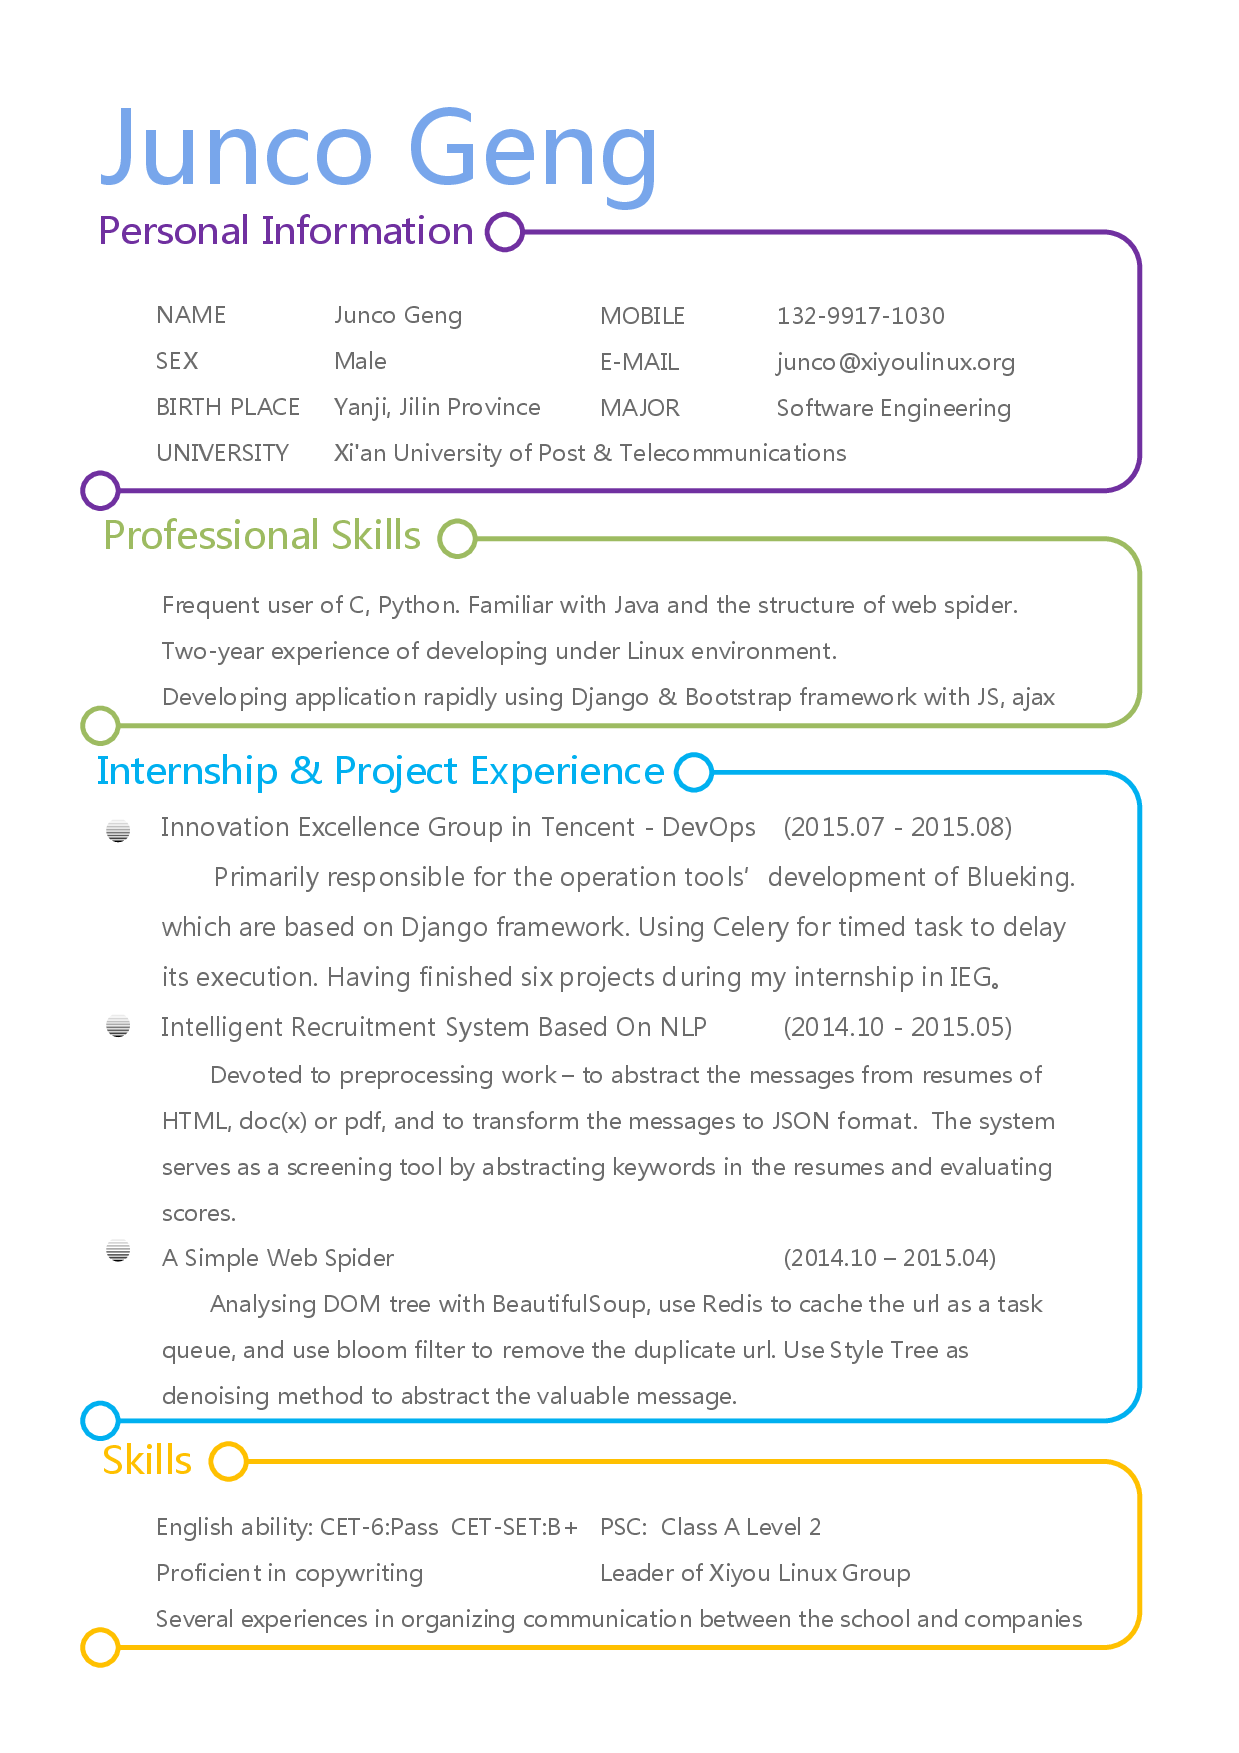 Junco Geng
Personal Information
NAME Junco Geng MOBILE 132-9917-1030
SEX Male E-MAIL junco@xiyoulinux.org
BIRTH PLACE Yanji, Jilin Province MAJOR Software Engineering
UNIVERSITY Xi'an University of Post & Telecommunications
Professional Skills
Frequent user of C, Python. Familiar with Java and the structure of web spider.
Two-year experience of developing under Linux environment.
Developing application rapidly using Django & Bootstrap framework with JS, ajax
Internship & Project Experience
Innovation Excellence Group in Tencent - DevOps (2015.07 - 2015.08)
Primarily responsible for the operation tools’ development of Blueking.
which are based on Django framework. Using Celery for timed task to delay
its execution. Having finished six projects during my internship in IEG。
Intelligent Recruitment System Based On NLP (2014.10 - 2015.05)
Devoted to preprocessing work – to abstract the messages from resumes of
HTML, doc(x) or pdf, and to transform the messages to JSON format. The system
serves as a screening tool by abstracting keywords in the resumes and evaluating
scores.
A Simple Web Spider (2014.10 – 2015.04)
Analysing DOM tree with BeautifulSoup, use Redis to cache the url as a task
queue, and use bloom filter to remove the duplicate url. Use Style Tree as
denoising method to abstract the valuable message.
Skills
English ability: CET-6:Pass CET-SET:B+ PSC: Class A Level 2
Proficient in copywriting Leader of Xiyou Linux Group
Several experiences in organizing communication between the school and companies